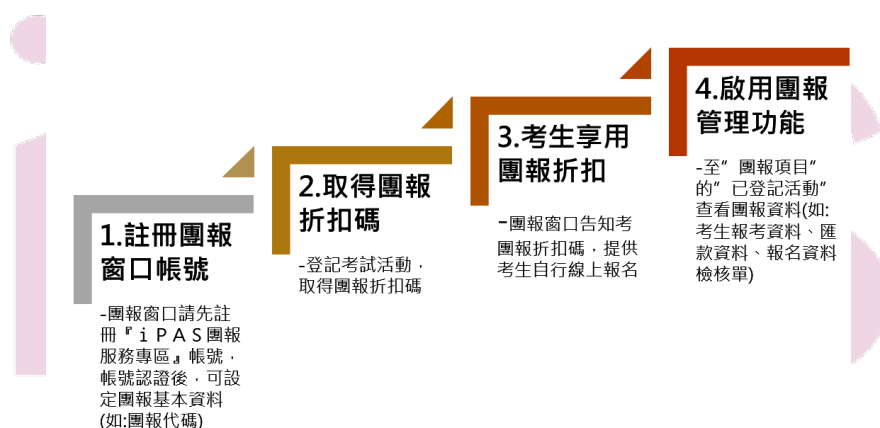 1.註冊團報
窗口帳號
-團報窗口請先註
冊『ｉＰＡＳ團報
服務專區』帳號，
帳號認證後，可設
定團報基本資料
(如:團報代碼)
2.取得團報
折扣碼
-登記考試活動，
取得團報折扣碼
3.考生享用
團報折扣
-團報窗口告知考
團報折扣碼，提供
考生自行線上報名
4.啟用團報
管理功能
-至”團報項目”
的”已登記活動”
查看團報資料(如:
考生報考資料、匯
款資料、報名資料
檢核單)